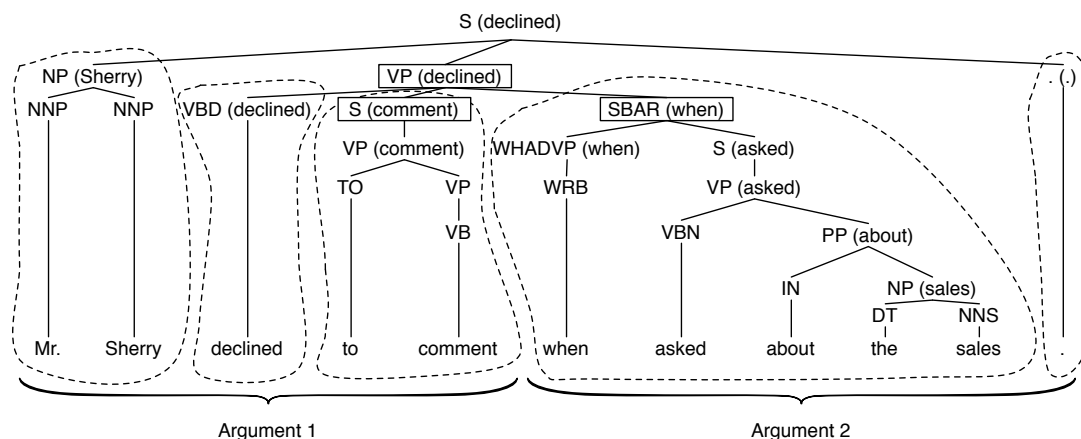 S (declined)
NP (Sherry) VP (declined) . (.)
NNP NNP VBD (declined) S (comment) SBAR (when)
VP (comment) WHADVP (when) S (asked)
TO VP WRB VP (asked)
VB VBN PP (about)
IN NP (sales)
DT NNS
Mr. Sherry declined to comment when asked about the sales .
Argument 1 Argument 2